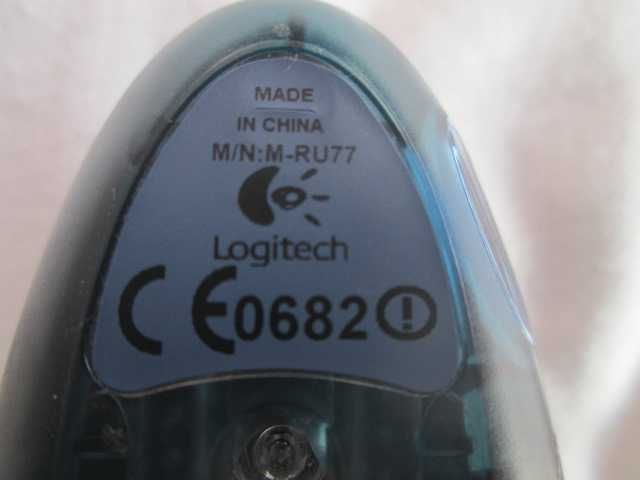 MADE
IN CHINA
M/N:M-RU77
Logitech
CE0682!